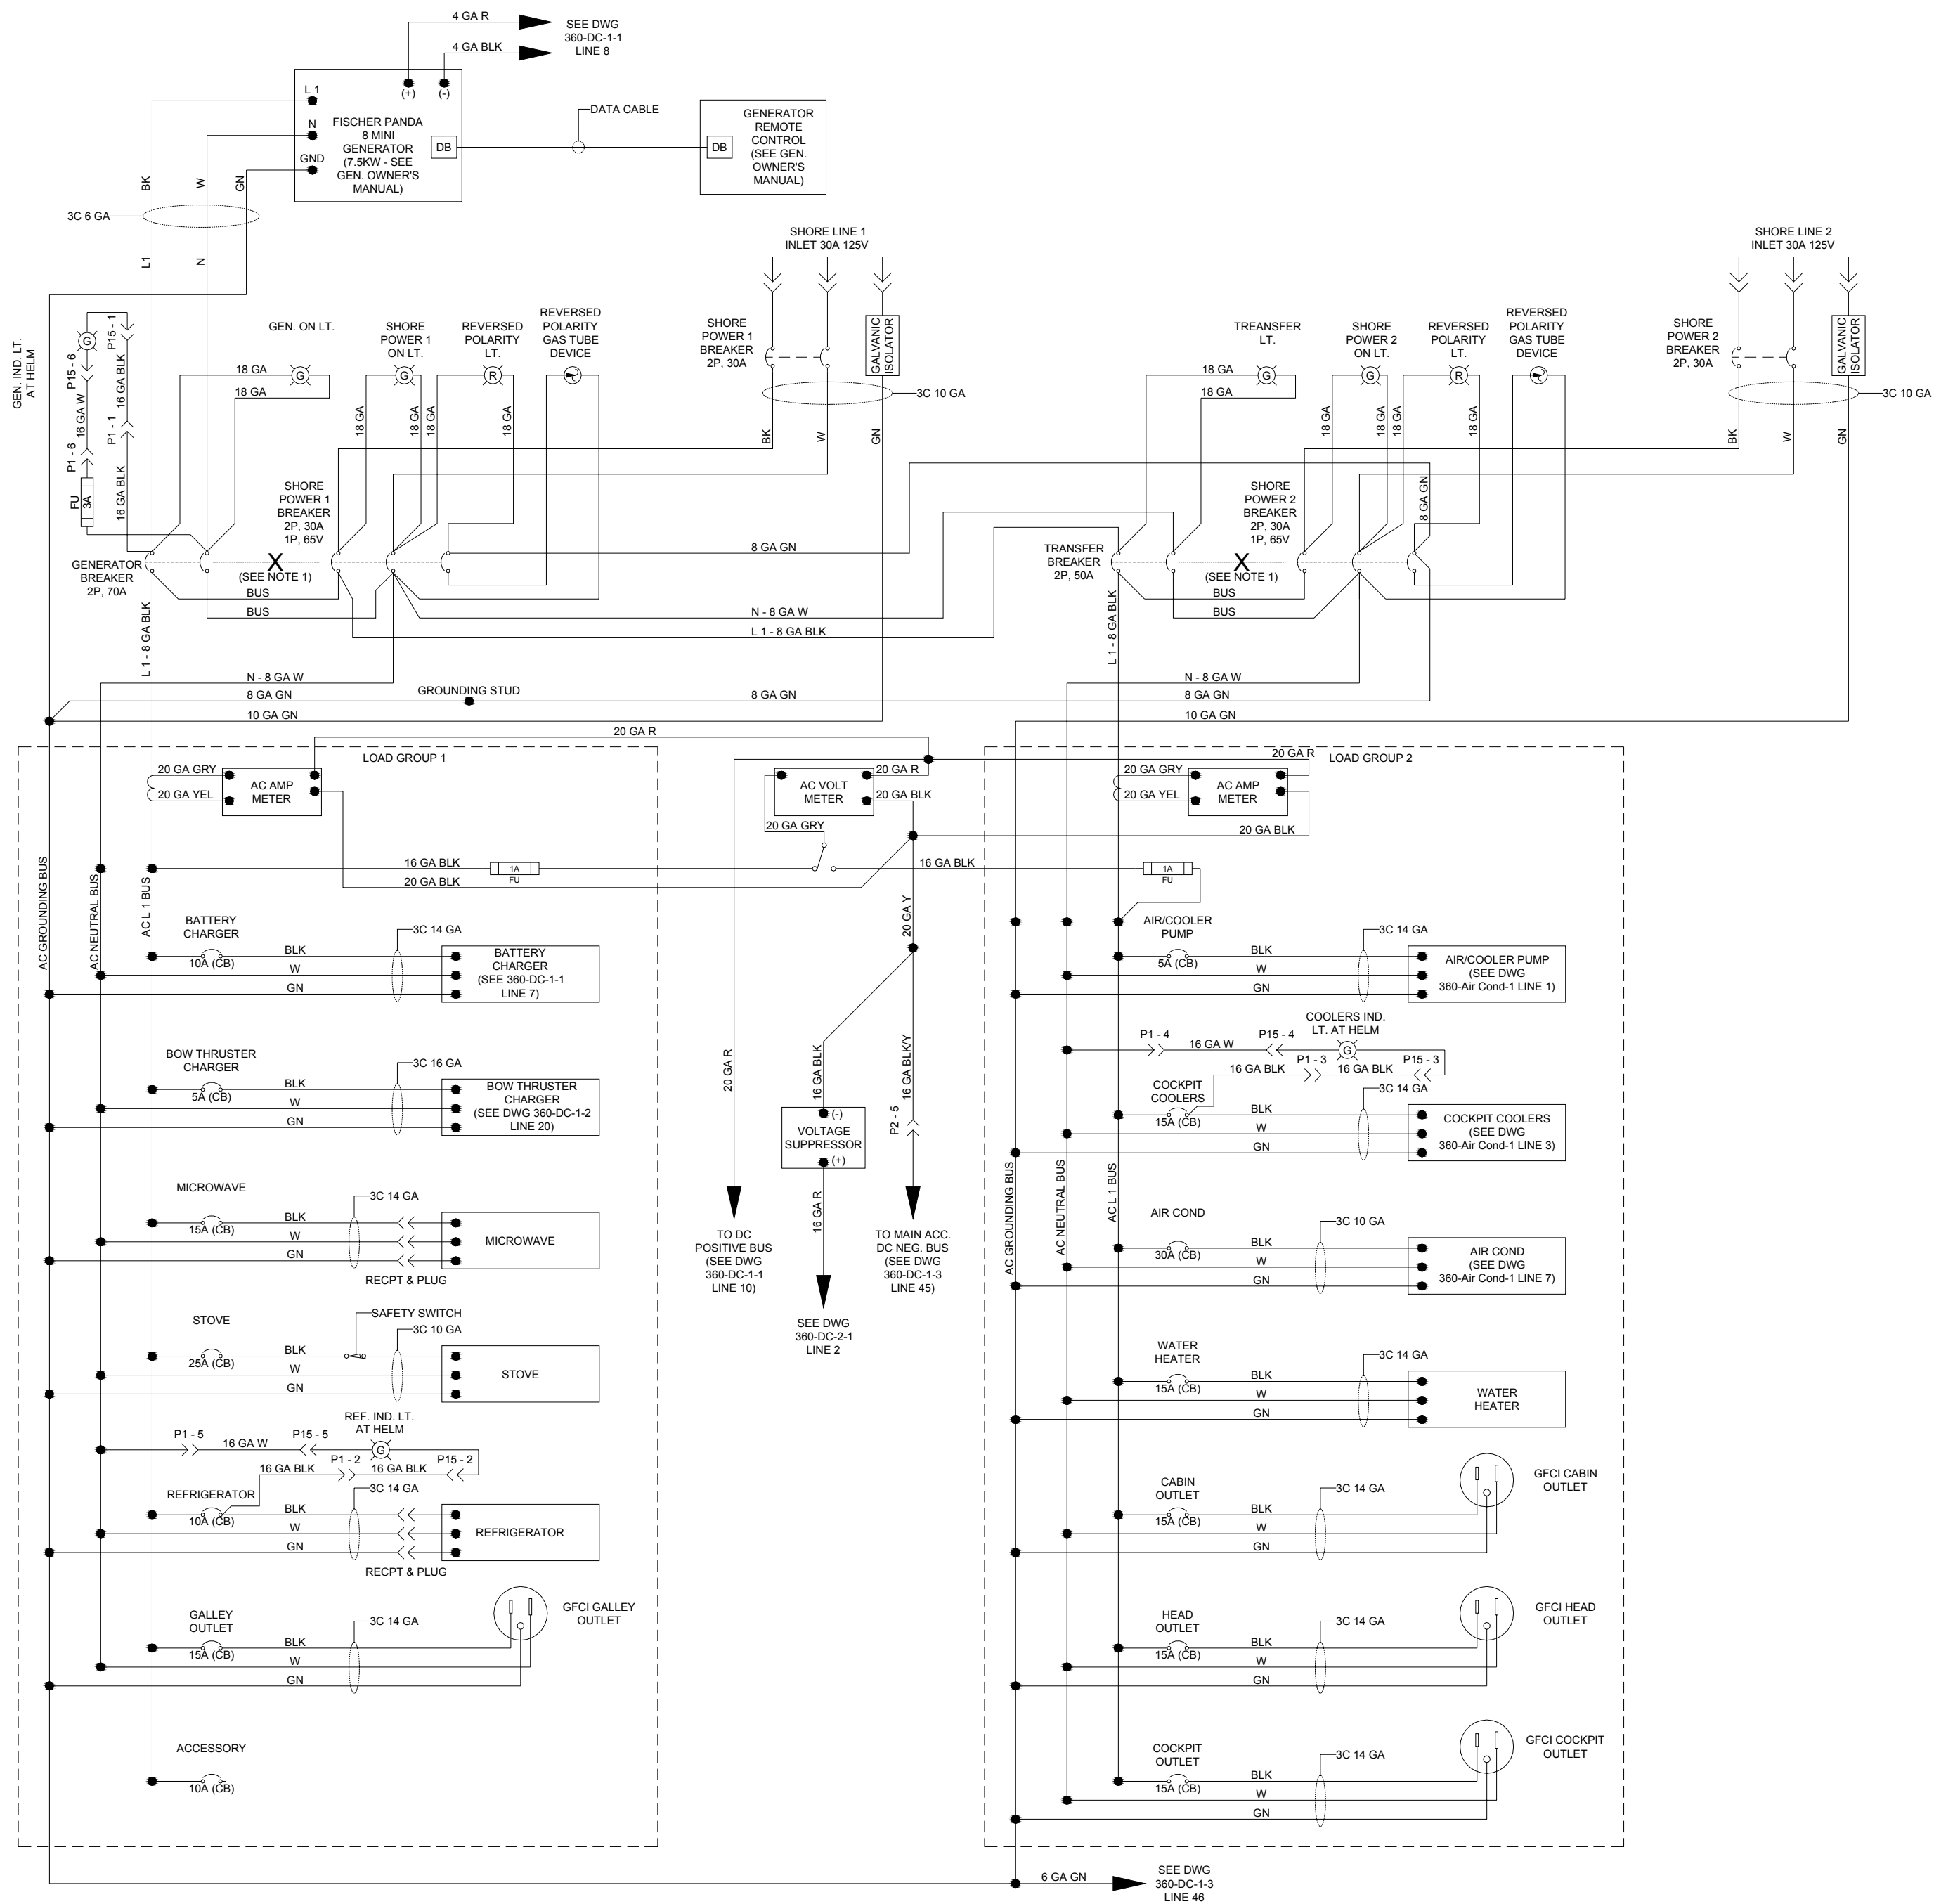 4 GA R
4 GA BLK
SEE DWG
360-DC-1-1
LINE 8
L 1
N
GND
(+)
(-)
FISCHER PANDA
8 MINI
GENERATOR
(7.5KW - SEE
GEN. OWNER'S
MANUAL)
DB
DATA CABLE
DB
GENERATOR
REMOTE
CONTROL
(SEE GEN.
OWNER'S
MANUAL)
BK
W
GN
3C 6 GA
L1
N
SHORE LINE 1
INLET 30A 125V
SHORE LINE 2
INLET 30A 125V
GEN. IND. LT.
AT HELM
G
P15 - 1
P15 - 6
16 GA BLK
16 GA W
P1 - 1
P1 - 6
16 GA BLK
FU
3A
GEN. ON LT.
18 GA
G
18 GA
SHORE
POWER 1
ON LT.
G
18 GA
18 GA
REVERSED
POLARITY
LT.
R
18 GA
18 GA
REVERSED
POLARITY
GAS TUBE
DEVICE
SHORE
POWER 1
BREAKER
2P, 30A
GALVANIC
ISOLATOR
3C 10 GA
BK
W
GN
TREANSFER
LT.
18 GA
G
18 GA
SHORE
POWER 2
ON LT.
G
18 GA
18 GA
REVERSED
POLARITY
LT.
R
18 GA
18 GA
REVERSED
POLARITY
GAS TUBE
DEVICE
SHORE
POWER 2
BREAKER
2P, 30A
GALVANIC
ISOLATOR
3C 10 GA
BK
W
GN
GENERATOR
BREAKER
2P, 70A
X
(SEE NOTE 1)
SHORE
POWER 1
BREAKER
2P, 30A
1P, 65V
BUS
BUS
8 GA GN
N - 8 GA W
L 1 - 8 GA BLK
TRANSFER
BREAKER
2P, 50A
X
(SEE NOTE 1)
SHORE
POWER 2
BREAKER
2P, 30A
1P, 65V
8 GA GN
BUS
BUS
L 1 - 8 GA BLK
L 1 - 8 GA BLK
N - 8 GA W
8 GA GN
GROUNDING STUD
8 GA GN
10 GA GN
N - 8 GA W
8 GA GN
10 GA GN
20 GA R
LOAD GROUP 1
20 GA GRY
20 GA YEL
AC AMP
METER
AC VOLT
METER
20 GA R
20 GA BLK
20 GA GRY
20 GA R
LOAD GROUP 2
20 GA GRY
20 GA YEL
AC AMP
METER
20 GA BLK
16 GA BLK
1A
FU
20 GA BLK
16 GA BLK
1A
FU
AC GROUNDING BUS
AC NEUTRAL BUS
AC L 1 BUS
BATTERY
CHARGER
10A (CB)
BLK
W
GN
3C 14 GA
BATTERY
CHARGER
(SEE 360-DC-1-1
LINE 7)
BOW THRUSTER
CHARGER
5A (CB)
BLK
W
GN
3C 16 GA
BOW THRUSTER
CHARGER
(SEE DWG 360-DC-1-2
LINE 20)
MICROWAVE
15A (CB)
BLK
W
GN
3C 14 GA
MICROWAVE
RECPT & PLUG
STOVE
25A (CB)
BLK
W
GN
SAFETY SWITCH
3C 10 GA
STOVE
REF. IND. LT.
AT HELM
P1 - 5
16 GA W
P15 - 5
G
16 GA BLK
P1 - 2
16 GA BLK
P15 - 2
REFRIGERATOR
10A (CB)
BLK
W
GN
3C 14 GA
REFRIGERATOR
RECPT & PLUG
GALLEY
OUTLET
15A (CB)
BLK
W
GN
3C 14 GA
GFCI GALLEY
OUTLET
ACCESSORY
10A (CB)
20 GA Y
20 GA R
16 GA BLK
16 GA BLK/Y
P2 - 5
(-)
VOLTAGE
SUPPRESSOR
(+)
16 GA R
TO DC
POSITIVE BUS
(SEE DWG
360-DC-1-1
LINE 10)
TO MAIN ACC.
DC NEG. BUS
(SEE DWG
360-DC-1-3
LINE 45)
SEE DWG
360-DC-2-1
LINE 2
AC GROUNDING BUS
AC NEUTRAL BUS
AC L 1 BUS
AIR/COOLER
PUMP
5A (CB)
BLK
W
GN
3C 14 GA
AIR/COOLER PUMP
(SEE DWG
360-Air Cond-1 LINE 1)
COOLERS IND.
LT. AT HELM
P1 - 4
16 GA W
P15 - 4
G
16 GA BLK
P1 - 3
16 GA BLK
P15 - 3
COCKPIT
COOLERS
15A (CB)
BLK
W
GN
3C 14 GA
COCKPIT COOLERS
(SEE DWG
360-Air Cond-1 LINE 3)
AIR COND
30A (CB)
BLK
W
GN
3C 10 GA
AIR COND
(SEE DWG
360-Air Cond-1 LINE 7)
WATER
HEATER
15A (CB)
BLK
W
GN
3C 14 GA
WATER
HEATER
CABIN
OUTLET
15A (CB)
BLK
W
GN
3C 14 GA
GFCI CABIN
OUTLET
HEAD
OUTLET
15A (CB)
BLK
W
GN
3C 14 GA
GFCI HEAD
OUTLET
COCKPIT
OUTLET
15A (CB)
BLK
W
GN
3C 14 GA
GFCI COCKPIT
OUTLET
6 GA GN
SEE DWG
360-DC-1-3
LINE 46